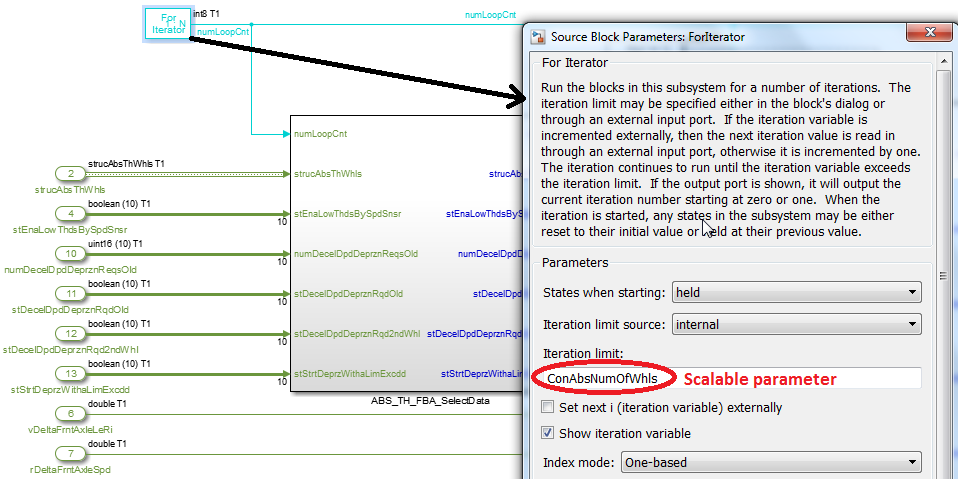 For
Iterator
1 : N
int8 T1
numLoopCnt
numLoopCnt
numLoopCnt
strucAbsThWhls T1
2
strucAbsThWhls
strucAbsThWhls
strucAb
boolean (10) T1
4
stEnaLowThdsBySpdSnsr
10
stEnaLowThdsBySpdSnsr
stEnaLowThdsBySp
uint16 (10) T1
10
numDecelDpdDeprznReqsOld
10
numDecelDpdDeprznReqsOld
numDecelDpdD
boolean (10) T1
11
stDecelDpdDeprznRqdOld
10
stDecelDpdDeprznRqdOld
stDecelDpd
boolean (10) T1
12
stDecelDpdDeprznRqd2ndWhl
10
stDecelDpdDeprznRqd2ndWhl
stDecelDpdDeprzn
boolean (10) T1
13
stStrtDeprzWithaLimExcdd
10
stStrtDeprzWithaLimExcdd
stStrtDeprzWithaL
ABS_TH_FBA_SelectData
double T1
6
vDeltaFrntAxleLeRi
double T1
7
rDeltaFrntAxleSpd
Source Block Parameters: ForIterator
For Iterator
Run the blocks in this subsystem for a number of iterations. The
iteration limit may be specified either in the block's dialog or
through an external input port. If the iteration variable is
incremented externally, then the next iteration value is read in
through an external input port, otherwise it is incremented by one.
The iteration continues to run until the iteration variable exceeds
the iteration limit. If the output port is shown, it will output the
current iteration number starting at zero or one. When the
iteration is started, any states in the subsystem may be either
reset to their initial value or held at their previous value.
Parameters
States when starting: held
Iteration limit source: internal
Iteration limit:
ConAbsNumOfWhls
Scalable parameter
Set next i (iteration variable) externally
Show iteration variable
Index mode: One-based